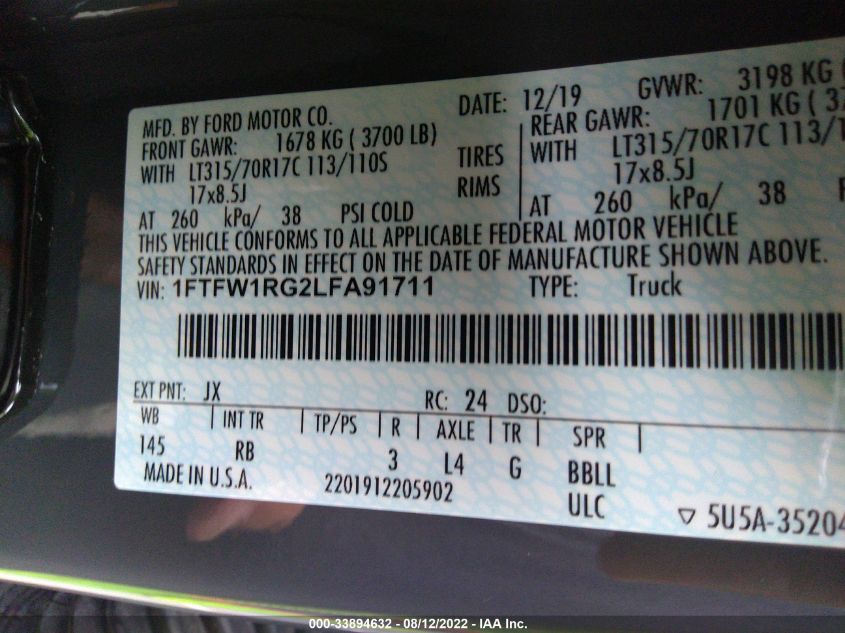 MFD. BY FORD MOTOR CO. DATE: 12/19 GVWR: 3198 KG
FRONT GAWR: 1678 KG ( 3700 LB) REAR GAWR: 1701 KG (
WITH LT315/70R17C 113/110S TIRES WITH LT315/70R17C 113/
17x8.5J RIMS 17x8.5J
AT 260 kPa/ 38 PSI COLD AT 260 kPa/ 38
THIS VEHICLE CONFORMS TO ALL APPLICABLE FEDERAL MOTOR VEHICLE
SAFETY STANDARDS IN EFFECT ON THE DATE OF MANUFACTURE SHOWN ABOVE.
VIN: 1FTFW1RG2LFA91711 TYPE: Truck
EXT PNT: JX RC: 24 DSO:
WB INT TR TP/PS R AXLE TR SPR
145 RB 3 L4 G BBLL
MADE IN U.S.A. 2201912205902 ULC
5U5A-35204
000-33894632 - 08/12/2022 - IAA Inc.